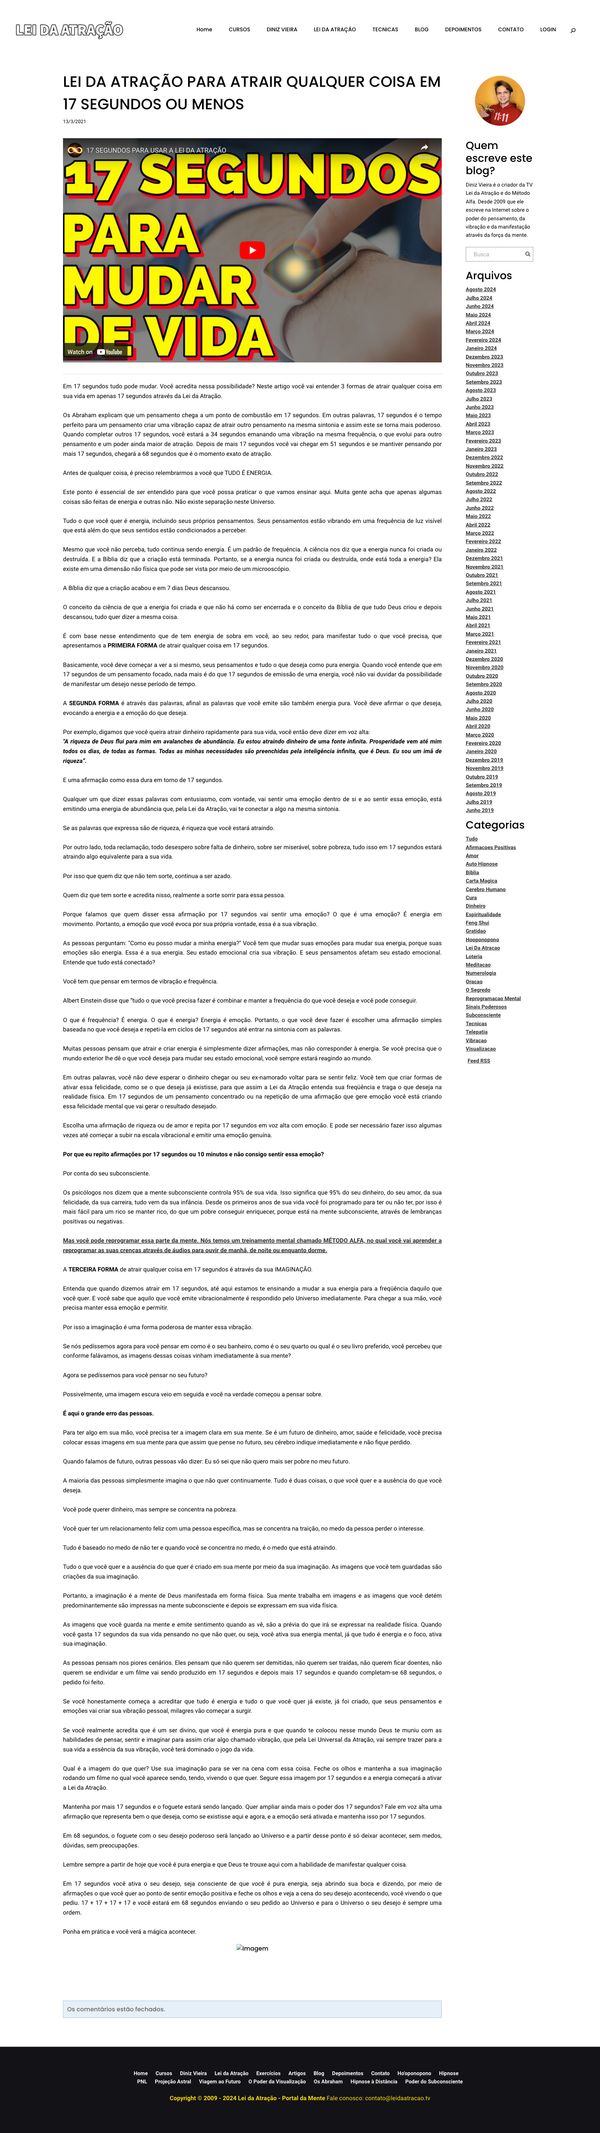 LEI DA ATRAÇÃO
Home CURSOS DINIZ VIEIRA LEI DA ATRAÇÃO TECNICAS BLOG DEPOIMENTOS CONTATO LOGIN
LEI DA ATRAÇÃO PARA ATRAIR QUALQUER COISA EM
17 SEGUNDOS OU MENOS
13/3/2021
17 SEGUNDOS PARA USAR A LEI DA ATRAÇÃO
17 SEGUNDOS
PARA
MUDAR
DE VIDA
Watch on YouTube
Em 17 segundos tudo pode mudar. Você acredita nessa possibilidade? Neste artigo você vai entender 3 formas de atrair qualquer coisa em
sua vida em apenas 17 segundos através da Lei da Atração.
Os Abraham explicam que um pensamento chega a um ponto de combustão em 17 segundos. Em outras palavras, 17 segundos é o tempo
perfeito para um pensamento criar uma vibração capaz de atrair outro pensamento na mesma sintonia e assim este se torna mais poderoso.
Quando completar outros 17 segundos, você estará a 34 segundos emanando uma vibração na mesma frequência, o que evolui para outro
pensamento e um poder ainda maior de atração. Depois de mais 17 segundos você vai chegar em 51 segundos e se mantiver pensando por
mais 17 segundos, chegará a 68 segundos que é o momento exato de atração.
Antes de qualquer coisa, é preciso relembrarmos a você que TUDO É ENERGIA.
Este ponto é essencial de ser entendido para que você possa praticar o que vamos ensinar aqui. Muita gente acha que apenas algumas
coisas são feitas de energia e outras não. Não existe separação neste Universo.
Tudo o que você quer é energia, incluindo seus próprios pensamentos. Seus pensamentos estão vibrando em uma frequência de luz visível
que está além do que seus sentidos estão condicionados a perceber.
Mesmo que você não perceba, tudo continua sendo energia. É um padrão de frequência. A ciência nos diz que a energia nunca foi criada ou
destruída. E a Bíblia diz que a criação está terminada. Portanto, se a energia nunca foi criada ou destruída, onde está toda a energia? Ela
existe em uma dimensão não física que pode ser vista por meio de um microoscópio.
A Bíblia diz que a criação acabou e em 7 dias Deus descansou.
O conceito da ciência de que a energia foi criada e que não há como ser encerrada e o conceito da Bíblia de que tudo Deus criou e depois
descansou, tudo quer dizer a mesma coisa.
É com base nesse entendimento que de tem energia de sobra em você, ao seu redor, para manifestar tudo o que você precisa, que
apresentamos a PRIMEIRA FORMA de atrair qualquer coisa em 17 segundos.
Basicamente, você deve começar a ver a si mesmo, seus pensamentos e tudo o que deseja como pura energia. Quando você entende que em
17 segundos de um pensamento focado, nada mais é do que 17 segundos de emissão de uma energia, você não vai duvidar da possibilidade
de manifestar um desejo nesse período de tempo.
A SEGUNDA FORMA é através das palavras, afinal as palavras que você emite são também energia pura. Você deve afirmar o que deseja,
evocando a energia e a emoção do que deseja.
Por exemplo, digamos que você queira atrair dinheiro rapidamente para sua vida, você então deve dizer em voz alta:
"A riqueza de Deus flui para mim em avalanches de abundância. Eu estou atraindo dinheiro de uma fonte infinita. Prosperidade vem até mim
todos os dias, de todas as formas. Todas as minhas necessidades são preenchidas pela inteligência infinita, que é Deus. Eu sou um imã de
riqueza".
E uma afirmação como essa dura em torno de 17 segundos.
Qualquer um que dizer essas palavras com entusiasmo, com vontade, vai sentir uma emoção dentro de si e ao sentir essa emoção, está
emitindo uma energia de abundância que, pela Lei da Atração, vai te conectar a algo na mesma sintonia.
Se as palavras que expressa são de riqueza, é riqueza que você estará atraindo.
Por outro lado, toda reclamação, todo desespero sobre falta de dinheiro, sobre ser miserável, sobre pobreza, tudo isso em 17 segundos estará
atraindo algo equivalente para a sua vida.
Por isso que quem diz que não tem sorte, continua a ser azado.
Quem diz que tem sorte e acredita nisso, realmente a sorte sorrir para essa pessoa.
Porque falamos que quem disser essa afirmação por 17 segundos vai sentir uma emoção? O que é uma emoção? É energia em
movimento. Portanto, a emoção que você evoca por sua própria vontade, essa é a sua vibração.
As pessoas perguntam: "Como eu posso mudar a minha energia?" Você tem que mudar suas emoções para mudar sua energia, porque suas
emoções são energia. Essa é a sua energia. Seu estado emocional cria sua vibração. E seus pensamentos afetam seu estado emocional.
Entende que tudo está conectado?
Você tem que pensar em termos de vibração e frequência.
Albert Einstein disse que "tudo o que você precisa fazer é combinar e manter a frequência do que você deseja e você pode conseguir.
O que é frequência? É energia. O que é energia? Energia é emoção. Portanto, o que você deve fazer é escolher uma afirmação simples
baseada no que você deseja e repeti-la em ciclos de 17 segundos até entrar na sintonia com as palavras.
Muitas pessoas pensam que atrair e criar energia é simplesmente dizer afirmações, mas não corresponder à energia. Se você precisa que o
mundo exterior lhe dê o que você deseja para mudar seu estado emocional, você sempre estará reagindo ao mundo.
Em outras palavras, você não deve esperar o dinheiro chegar ou seu ex-namorado voltar para se sentir feliz. Você tem que criar formas de
ativar essa felicidade, como se o que deseja já existisse, para que assim a Lei da Atração entenda sua freqüência e traga o que deseja na
realidade física. Em 17 segundos de um pensamento concentrado ou na repetição de uma afirmação que gere emoção você está criando
essa felicidade mental que vai gerar o resultado desejado.
Escolha uma afirmação de riqueza ou de amor e repita por 17 segundos em voz alta com emoção. E pode ser necessário fazer isso algumas
vezes até começar a subir na escala vibracional e emitir uma emoção genuína.
Por que eu repito afirmações por 17 segundos ou 10 minutos e não consigo sentir essa emoção?
Por conta do seu subconsciente.
Os psicólogos nos dizem que a mente subconsciente controla 95% de sua vida. Isso significa que 95% do seu dinheiro, do seu amor, da sua
felicidade, da sua carreira, tudo vem da sua infância. Desde os primeiros anos de sua vida você foi programado para ter ou não ter, por isso é
mais fácil para um rico se manter rico, do que um pobre conseguir enriquecer, porque está na mente subconsciente, através de lembranças
positivas ou negativas.
Mas você pode reprogramar essa parte da mente. Nós temos um treinamento mental chamado MÉTODO ALFA, no qual você vai aprender a
reprogramar as suas crenças através de áudios para ouvir de manhã, de noite ou enquanto dorme.
A TERCEIRA FORMA de atrair qualquer coisa em 17 segundos é através da sua IMAGINAÇÃO.
Entenda que quando dizemos atrair em 17 segundos, até aqui estamos te ensinando a mudar a sua energia para a freqüência daquilo que
você quer. E você sabe que aquilo que você emite vibracionalmente é respondido pelo Universo imediatamente. Para chegar a sua mão, você
precisa manter essa emoção e permitir.
Por isso a imaginação é uma forma poderosa de manter essa vibração.
Se nós pedíssemos agora para você pensar em como é o seu banheiro, como é o seu quarto ou qual é o seu livro preferido, você percebeu que
conforme falávamos, as imagens dessas coisas vinham imediatamente à sua mente?
Agora se pedíssemos para você pensar no seu futuro?
Possivelmente, uma imagem escura veio em seguida e você na verdade começou a pensar sobre.
É aqui o grande erro das pessoas.
Para ter algo em sua mão, você precisa ter a imagem clara em sua mente. Se é um futuro de dinheiro, amor, saúde e felicidade, você precisa
colocar essas imagens em sua mente para que assim que pense no futuro, seu cérebro indique imediatamente e não fique perdido.
Quando falamos de futuro, outras pessoas vão dizer: Eu só sei que não quero mais ser pobre no meu futuro.
A maioria das pessoas simplesmente imagina o que não quer continuamente. Tudo é duas coisas, o que você quer e a ausência do que você
deseja.
Você pode querer dinheiro, mas sempre se concentra na pobreza.
Você quer ter um relacionamento feliz com uma pessoa específica, mas se concentra na traição, no medo da pessoa perder o interesse.
Tudo é baseado no medo de não ter e quando você se concentra no medo, é o medo que está atraindo.
Tudo o que você quer e a ausência do que quer é criado em sua mente por meio da sua imaginação. As imagens que você tem guardadas são
criações da sua imaginação.
Portanto, a imaginação é a mente de Deus manifestada em forma física. Sua mente trabalha em imagens e as imagens que você detém
predominantemente são impressas na mente subconsciente e depois se expressam em sua vida física.
As imagens que você guarda na mente e emite sentimento quando as vê, são a prévia do que irá se expressar na realidade física. Quando
você gasta 17 segundos da sua vida pensando no que não quer, ou seja, você ativa sua energia mental, já que tudo é energia e o foco, ativa
sua imaginação.
As pessoas pensam nos piores cenários. Eles pensam que não querem ser demitidas, não querem ser traídas, não querem ficar doentes, não
querem se endividar e um filme vai sendo produzido em 17 segundos e depois mais 17 segundos e quando completam-se 68 segundos, o
pedido foi feito.
Se você honestamente começa a acreditar que tudo é energia e tudo o que você quer já existe, já foi criado, que seus pensamentos e
emoções vai criar sua vibração pessoal, milagres vão começar a surgir.
Se você realmente acredita que é um ser divino, que você é energia pura e que quando te colocou nesse mundo Deus te muniu com as
habilidades de pensar, sentir e imaginar para assim criar algo chamado vibração, que pela Lei Universal da Atração, vai sempre trazer para a
sua vida a essência da sua vibração, você terá dominado o jogo da vida.
Qual é a imagem do que quer? Use sua imaginação para se ver na cena com essa coisa. Feche os olhos e mantenha a sua imaginação
rodando um filme no qual você aparece sendo, tendo, vivendo o que quer. Segure essa imagem por 17 segundos e a energia começará a ativar
a Lei da Atração.
Mantenha por mais 17 segundos e o foguete estará sendo lançado. Quer ampliar ainda mais o poder dos 17 segundos? Fale em voz alta uma
afirmação que representa bem o que deseja, como se existisse aqui e agora, e a emoção será ativada e mantenha isso por 17 segundos.
Em 68 segundos, o foguete com o seu desejo poderoso será lançado ao Universo e a partir desse ponto é só deixar acontecer, sem medos,
dúvidas, sem preocupações.
Lembre sempre a partir de hoje que você é pura energia e que Deus te trouxe aqui com a habilidade de manifestar qualquer coisa.
Em 17 segundos você ativa o seu desejo, seja consciente de que você é pura energia, seja abrindo sua boca e dizendo, por meio de
afirmações o que você quer ao ponto de sentir emoção positiva e feche os olhos e veja a cena do seu desejo acontecendo, você vivendo o que
pediu. 17 + 17 + 17 + 17 e você estará em 68 segundos enviando o seu pedido ao Universo e para o Universo o seu desejo é sempre uma
ordem.
Ponha em prática e você verá a mágica acontecer.
Imagem
Os comentários estão fechados.
11:11
Quem
escreve este
blog?
Diniz Vieira é o criador da TV
Lei da Atração e do Método
Alfa. Desde 2009 que ele
escreve na Internet sobre o
poder do pensamento, da
vibração e da manifestação
através da força da mente.
Busca
Arquivos
Agosto 2024
Julho 2024
Junho 2024
Maio 2024
Abril 2024
Março 2024
Fevereiro 2024
Janeiro 2024
Dezembro 2023
Novembro 2023
Outubro 2023
Setembro 2023
Agosto 2023
Julho 2023
Junho 2023
Maio 2023
Abril 2023
Março 2023
Fevereiro 2023
Janeiro 2023
Dezembro 2022
Novembro 2022
Outubro 2022
Setembro 2022
Agosto 2022
Julho 2022
Junho 2022
Maio 2022
Abril 2022
Março 2022
Fevereiro 2022
Janeiro 2022
Dezembro 2021
Novembro 2021
Outubro 2021
Setembro 2021
Agosto 2021
Julho 2021
Junho 2021
Maio 2021
Abril 2021
Março 2021
Fevereiro 2021
Janeiro 2021
Dezembro 2020
Novembro 2020
Outubro 2020
Setembro 2020
Agosto 2020
Julho 2020
Junho 2020
Maio 2020
Abril 2020
Março 2020
Fevereiro 2020
Janeiro 2020
Dezembro 2019
Novembro 2019
Outubro 2019
Setembro 2019
Agosto 2019
Julho 2019
Junho 2019
Categorias
Tudo
Afirmacoes Positivas
Amor
Auto Hipnose
Bíblia
Carta Magica
Cerebro Humano
Cura
Dinheiro
Espiritualidade
Feng Shui
Gratidao
Hooponopono
Lei Da Atracao
Loteria
Meditacao
Numerologia
Oracao
O Segredo
Reprogramacao Mental
Sinais Poderosos
Subconsciente
Tecnicas
Telepatia
Vibracao
Visualizacao
Feed RSS
Home Cursos Diniz Vieira Lei da Atração Exercícios Artigos Blog Depoimentos Contato Ho'oponopono Hipnose
PNL Projeção Astral Viagem ao Futuro O Poder da Visualização Os Abraham Hipnose à Distância Poder do Subconsciente
Copyright © 2009 - 2024 Lei da Atração - Portal da Mente Fale conosco: contato@leidaatracao.tv